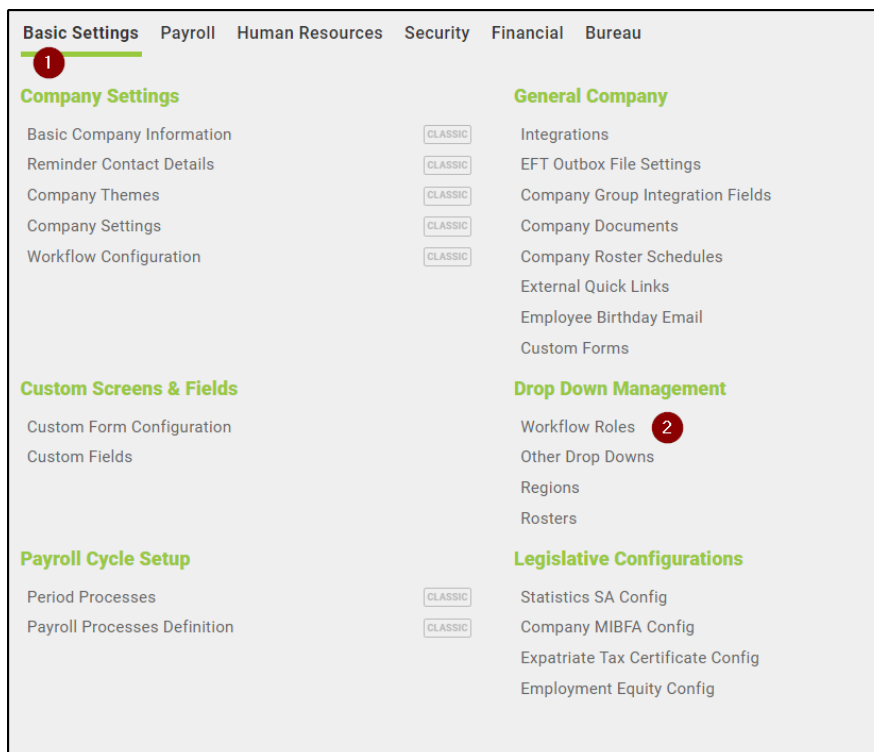 Basic Settings Payroll Human Resources Security Financial Bureau
1
Company Settings
Basic Company Information CLASSIC
Reminder Contact Details CLASSIC
Company Themes CLASSIC
Company Settings CLASSIC
Workflow Configuration CLASSIC
General Company
Integrations
EFT Outbox File Settings
Company Group Integration Fields
Company Documents
Company Roster Schedules
External Quick Links
Employee Birthday Email
Custom Forms
Custom Screens & Fields
Custom Form Configuration
Custom Fields
Drop Down Management
Workflow Roles 2
Other Drop Downs
Regions
Rosters
Payroll Cycle Setup
Period Processes CLASSIC
Payroll Processes Definition CLASSIC
Legislative Configurations
Statistics SA Config
Company MIBFA Config
Expatriate Tax Certificate Config
Employment Equity Config